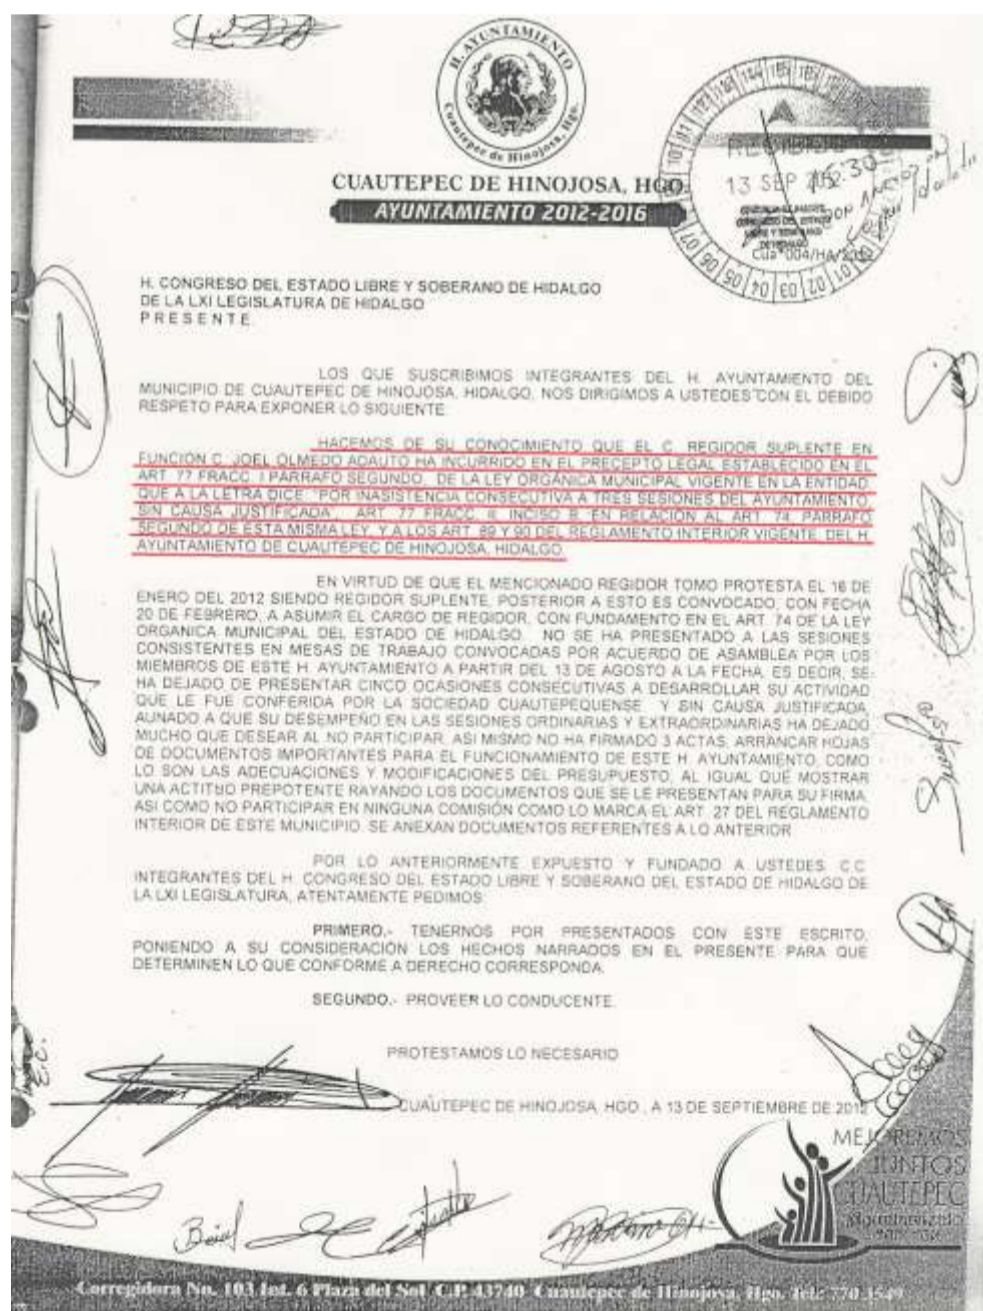 H. AYUNTAMIENTO
Cuautepec de Hinojosa, Hgo.
CUAUTEPEC DE HINOJOSA, HGO.
AYUNTAMIENTO 2012-2016
RECIBIDO
13 SEP 2012
H. CONGRESO DEL ESTADO LIBRE Y SOBERANO DE HIDALGO
DE LA LXI LEGISLATURA DE HIDALGO
P R E S E N T E
LOS QUE SUSCRIBIMOS INTEGRANTES DEL H. AYUNTAMIENTO DEL
MUNICIPIO DE CUAUTEPEC DE HINOJOSA, HIDALGO, NOS DIRIGIMOS A USTEDES CON EL DEBIDO
RESPETO PARA EXPONER LO SIGUIENTE:
HACEMOS DE SU CONOCIMIENTO QUE EL C. REGIDOR SUPLENTE EN
FUNCION C. JOEL OLMEDO ADAUTO HA INCURRIDO EN EL PRECEPTO LEGAL ESTABLECIDO EN EL
ART. 77 FRACC. I PARRAFO SEGUNDO, DE LA LEY ORGANICA MUNICIPAL VIGENTE EN LA ENTIDAD
QUE A LA LETRA DICE: "POR INASISTENCIA CONSECUTIVA A TRES SESIONES DEL AYUNTAMIENTO,
SIN CAUSA JUSTIFICADA", ART 77 FRACC. II, INCISO B, EN RELACION AL ART. 74, PARRAFO
SEGUNDO DE ESTA MISMA LEY, Y A LOS ART. 89 Y 90 DEL REGLAMENTO INTERIOR VIGENTE, DEL H.
AYUNTAMIENTO DE CUAUTEPEC DE HINOJOSA, HIDALGO.
EN VIRTUD DE QUE EL MENCIONADO REGIDOR TOMO PROTESTA EL 16 DE
ENERO DEL 2012 SIENDO REGIDOR SUPLENTE, POSTERIOR A ESTO ES CONVOCADO, CON FECHA
20 DE FEBRERO, A ASUMIR EL CARGO DE REGIDOR, CON FUNDAMENTO EN EL ART. 74 DE LA LEY
ORGANICA MUNICIPAL DEL ESTADO DE HIDALGO. NO SE HA PRESENTADO A LAS SESIONES
CONSISTENTES EN MESAS DE TRABAJO CONVOCADAS POR ACUERDO DE ASAMBLEA POR LOS
MIEMBROS DE ESTE H. AYUNTAMIENTO A PARTIR DEL 13 DE AGOSTO A LA FECHA, ES DECIR, SE
HA DEJADO DE PRESENTAR CINCO OCASIONES CONSECUTIVAS A DESARROLLAR SU ACTIVIDAD
QUE LE FUE CONFERIDA POR LA SOCIEDAD CUAUTEPEQUENSE Y SIN CAUSA JUSTIFICADA,
AUNADO A QUE SU DESEMPEÑO EN LAS SESIONES ORDINARIAS Y EXTRAORDINARIAS HA DEJADO
MUCHO QUE DESEAR AL NO PARTICIPAR, ASI MISMO NO HA FIRMADO 3 ACTAS, ARRANCAR HOJAS
DE DOCUMENTOS IMPORTANTES PARA EL FUNCIONAMIENTO DE ESTE H. AYUNTAMIENTO, COMO
LO SON LAS ADECUACIONES Y MODIFICACIONES DEL PRESUPUESTO, AL IGUAL QUE MOSTRAR
UNA ACTITUD PREPOTENTE RAYANDO LOS DOCUMENTOS QUE SE LE PRESENTAN PARA SU FIRMA,
ASI COMO NO PARTICIPAR EN NINGUNA COMISIÓN COMO LO MARCA EL ART. 27 DEL REGLAMENTO
INTERIOR DE ESTE MUNICIPIO. SE ANEXAN DOCUMENTOS REFERENTES A LO ANTERIOR
POR LO ANTERIORMENTE EXPUESTO Y FUNDADO A USTEDES C.C.
INTEGRANTES DEL H. CONGRESO DEL ESTADO LIBRE Y SOBERANO DEL ESTADO DE HIDALGO DE
LA LXI LEGISLATURA, ATENTAMENTE PEDIMOS:
PRIMERO.- TENERNOS POR PRESENTADOS CON ESTE ESCRITO,
PONIENDO A SU CONSIDERACIÓN LOS HECHOS NARRADOS EN EL PRESENTE PARA QUE
DETERMINEN LO QUE CONFORME A DERECHO CORRESPONDA.
SEGUNDO.- PROVEER LO CONDUCENTE.
PROTESTAMOS LO NECESARIO
CUAUTEPEC DE HINOJOSA, HGO., A 13 DE SEPTIEMBRE DE 2012
MEJOREMOS
JUNTOS
CUAUTEPEC
Corregidora No. 103 Int. 6 Plaza del Sol C.P. 43740 Cuautepec de Hinojosa, Hgo. Tel: 770.3549